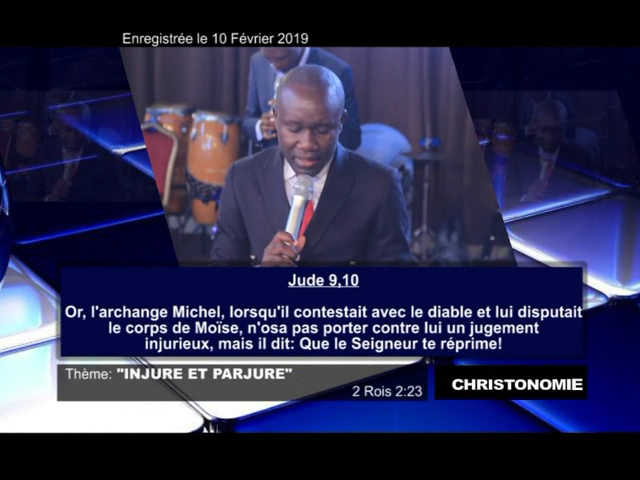 Enregistrée le 10 Février 2019
Jude 9,10
Or, l'archange Michel, lorsqu'il contestait avec le diable et lui disputait
le corps de Moïse, n'osa pas porter contre lui un jugement
injurieux, mais il dit: Que le Seigneur te réprime!
Thème: "INJURE ET PARJURE"
2 Rois 2:23
CHRISTONOMIE